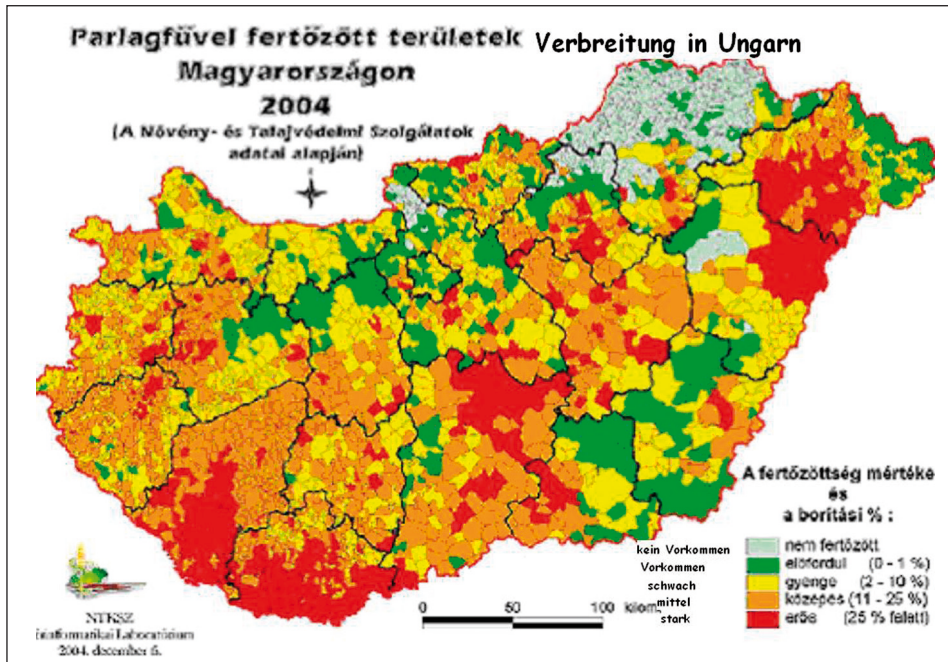 Parlagfűvel fertőzött területek Verbreitung in Ungarn
Magyarországon
2004
(A Növény- és Talajvédelmi Szolgálatok
adatai alapján)
A fertőzöttség mértéke
és
a borítási % :
kein Vorkommen nem fertőzött
Vorkommen előfordul (0 - 1 %)
schwach gyenge (2 - 10 %)
mittel közepes (11 - 25 %)
stark erős (25 % felett)
0 50 100
NTKSZ
Laboratórium
2004. december 6.